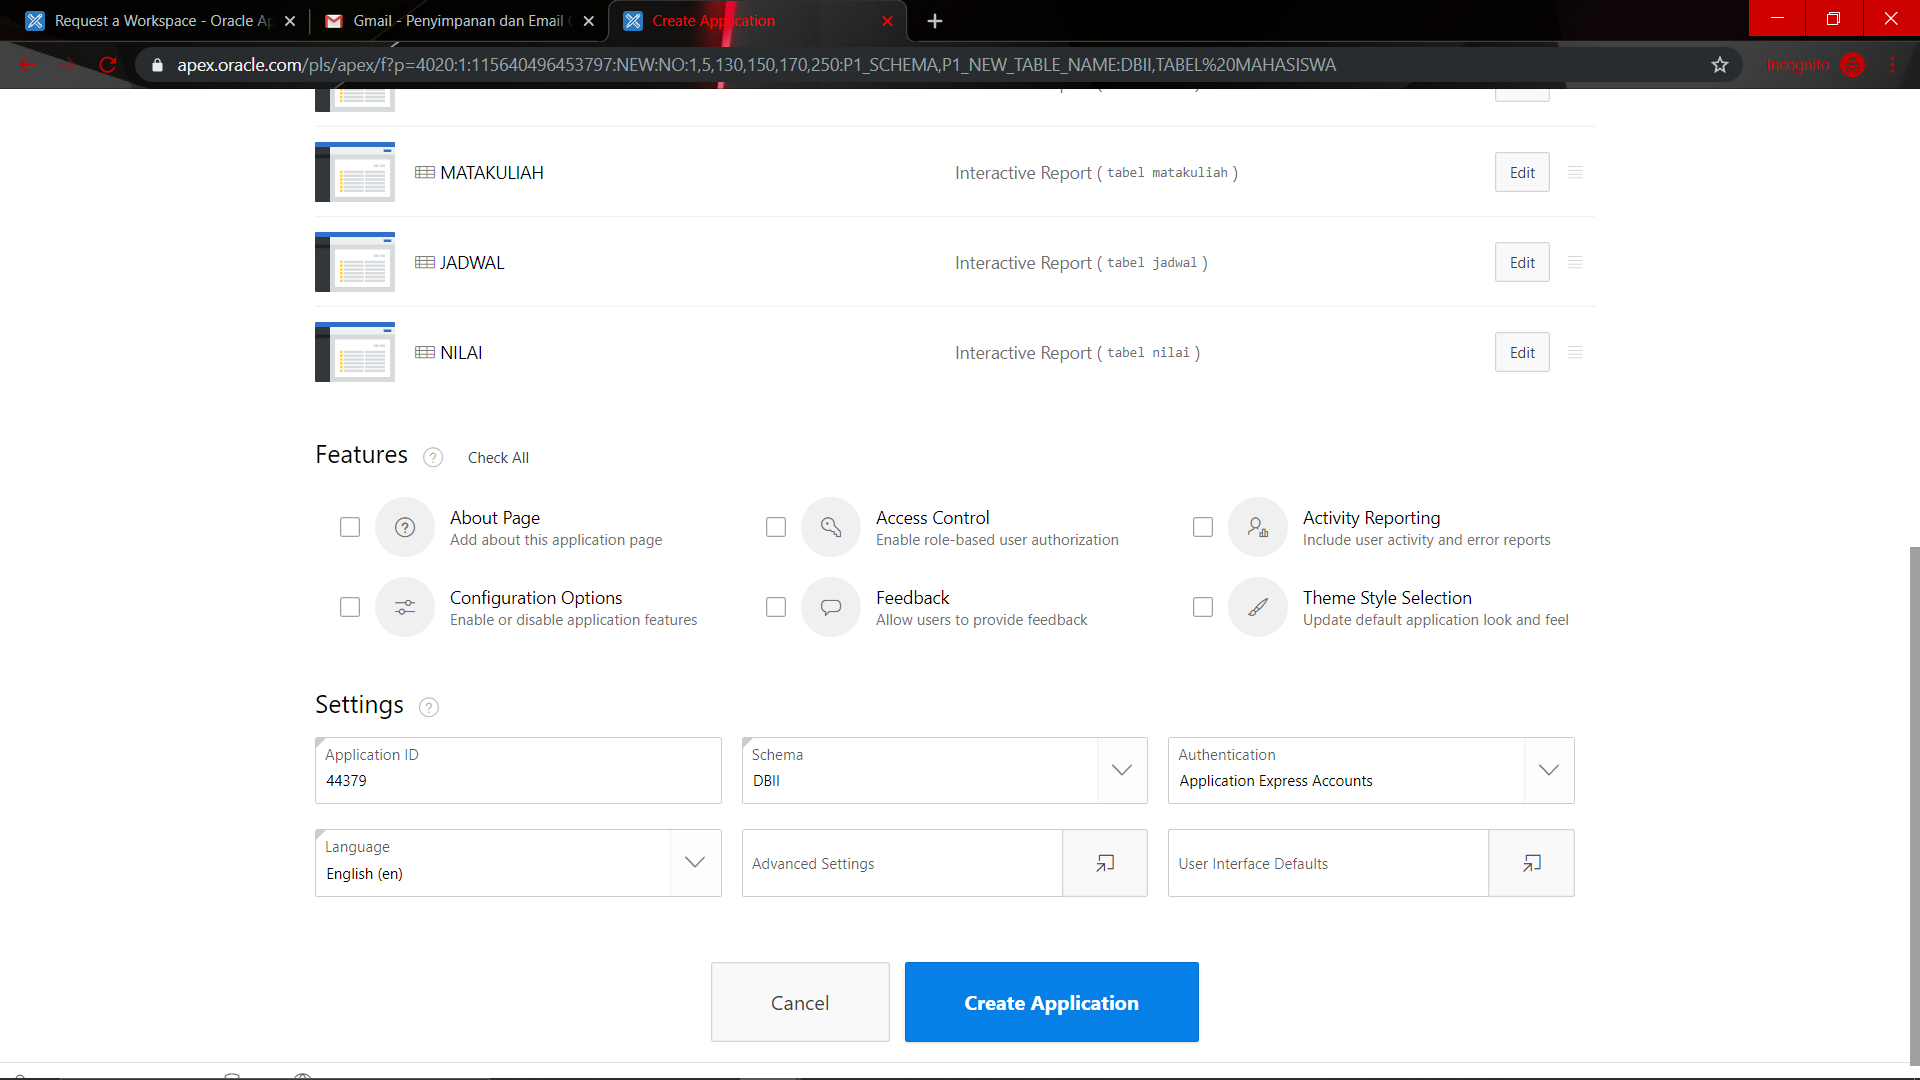 Request a Workspace - Oracle Ap
Gmail - Penyimpanan dan Email
Create Application
apex.oracle.com/pls/apex/f?p=4020:1:115640496453797:NEW:NO:1,5,130,150,170,250:P1_SCHEMA,P1_NEW_TABLE_NAME:DBII,TABEL%20MAHASISWA
Incognito
MATAKULIAH
Interactive Report ( tabel matakuliah )
Edit
JADWAL
Interactive Report ( tabel jadwal )
Edit
NILAI
Interactive Report ( tabel nilai )
Edit
Features
Check All
About Page
Add about this application page
Access Control
Enable role-based user authorization
Activity Reporting
Include user activity and error reports
Configuration Options
Enable or disable application features
Feedback
Allow users to provide feedback
Theme Style Selection
Update default application look and feel
Settings
Application ID
44379
Schema
DBII
Authentication
Application Express Accounts
Language
English (en)
Advanced Settings
User Interface Defaults
Cancel
Create Application